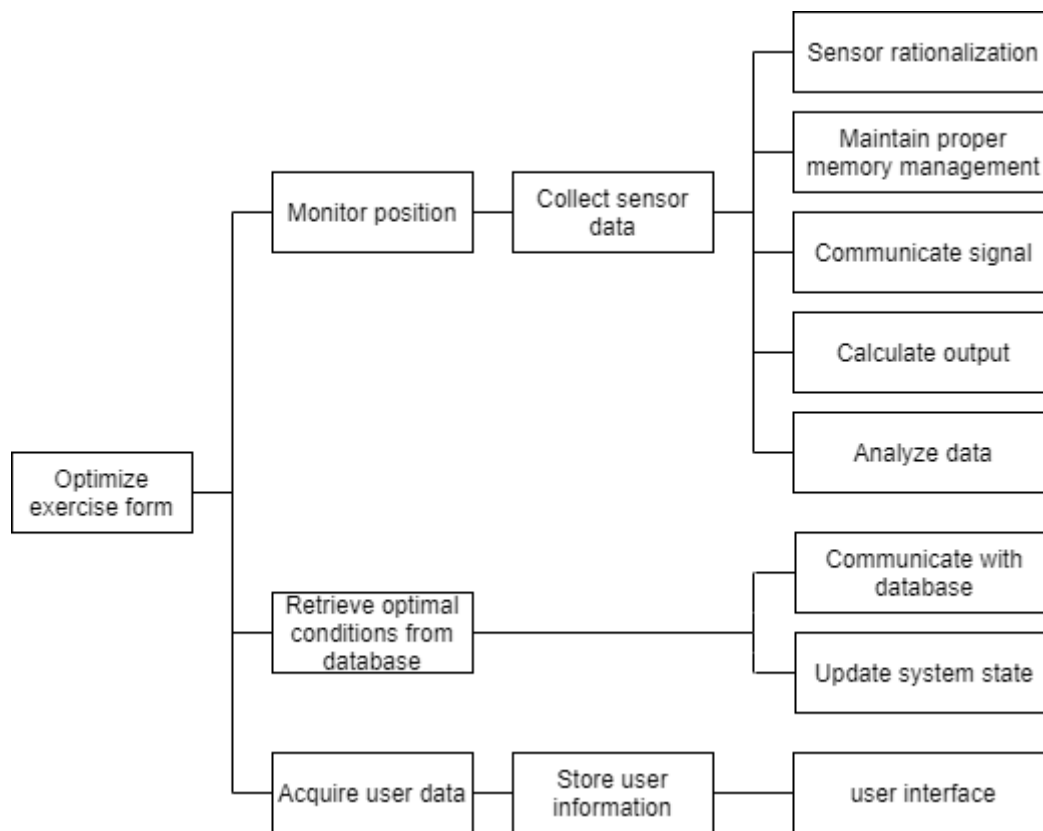 Sensor rationalization
Maintain proper
memory management
Monitor position
Collect sensor
data
Communicate signal
Calculate output
Analyze data
Optimize
exercise form
Retrieve optimal
conditions from
database
Communicate with
database
Update system state
Acquire user data
Store user
information
user interface